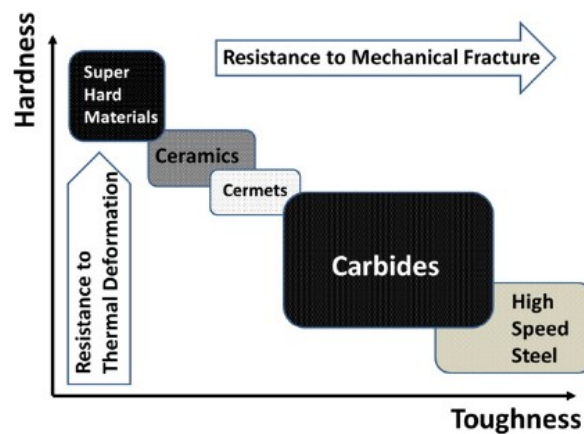 Hardness
Super
Hard
Materials
Resistance to Mechanical Fracture
Ceramics
Cermets
Resistance to
Thermal Deformation
Carbides
High
Speed
Steel
Toughness